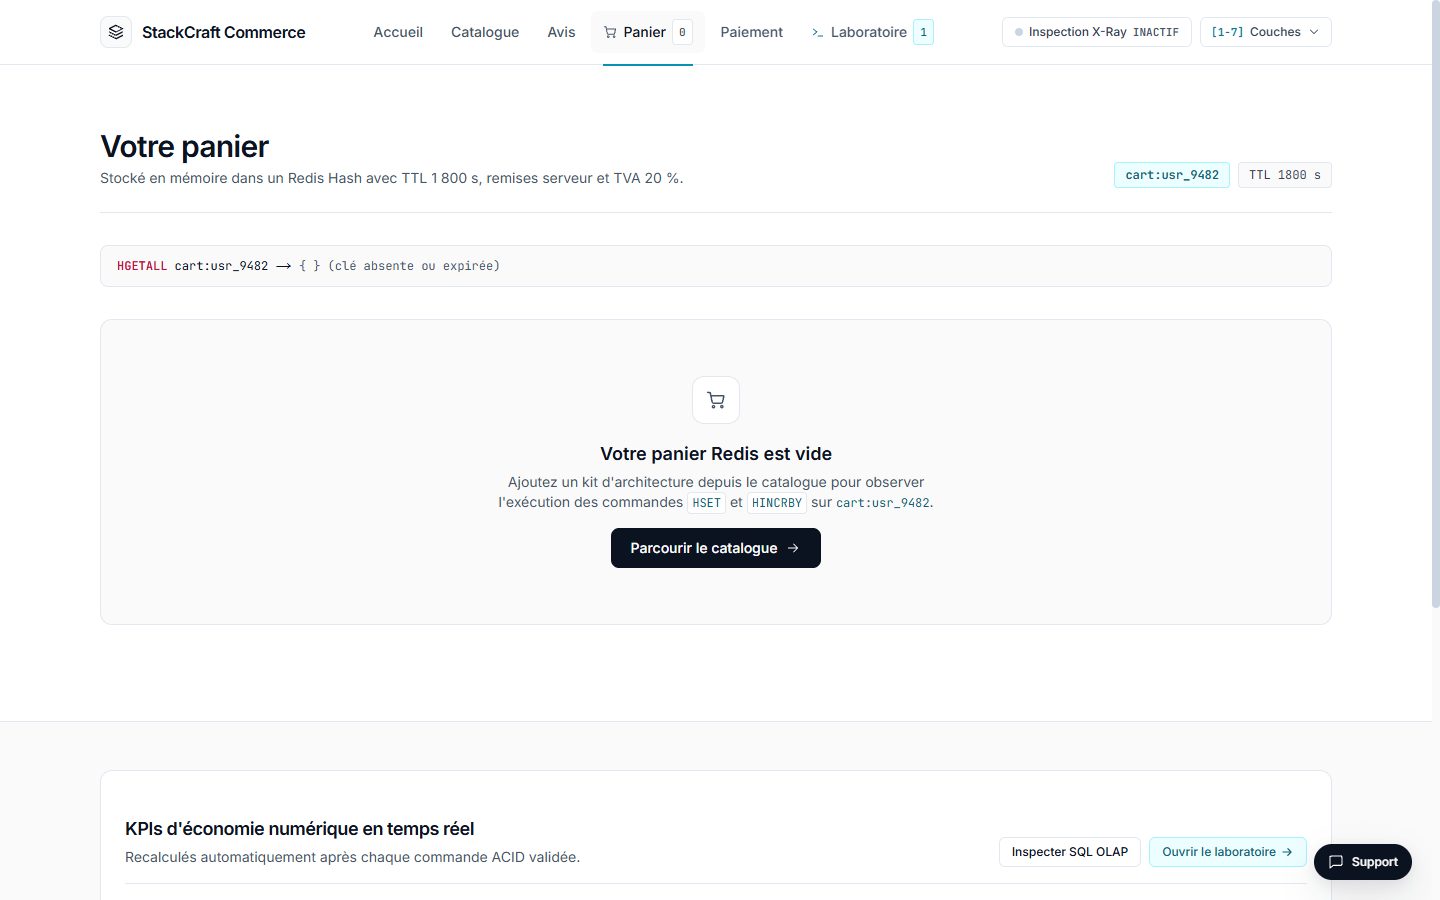 StackCraft Commerce
Accueil
Catalogue
Avis
Panier 0
Paiement
>_ Laboratoire 1
Inspection X-Ray INACTIF
[1-7] Couches
Votre panier
Stocké en mémoire dans un Redis Hash avec TTL 1 800 s, remises serveur et TVA 20 %.
cart:usr_9482
TTL 1800 s
HGETALL cart:usr_9482 ⟶ { } (clé absente ou expirée)
Votre panier Redis est vide
Ajoutez un kit d'architecture depuis le catalogue pour observer
l'exécution des commandes HSET et HINCRBY sur cart:usr_9482.
Parcourir le catalogue →
KPIs d'économie numérique en temps réel
Recalculés automatiquement après chaque commande ACID validée.
Inspecter SQL OLAP
Ouvrir le laboratoire →
Support